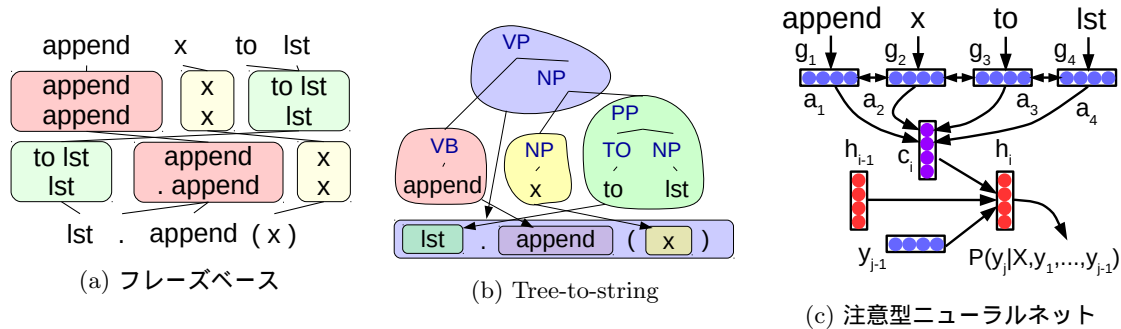 append x to lst
append x to lst
append x lst
to lst append x
lst . append x
lst . append ( x )
(a) フレーズベース
VP
NP
PP
VB NP TO NP
append x to lst
lst . append ( x )
(b) Tree-to-string
append x to lst
g1 g2 g3 g4
a1 a2 a3 a4
hi-1 ci hi
yj-1 P(yj|X,y1,...,yj-1)
(c) 注意型ニューラルネット